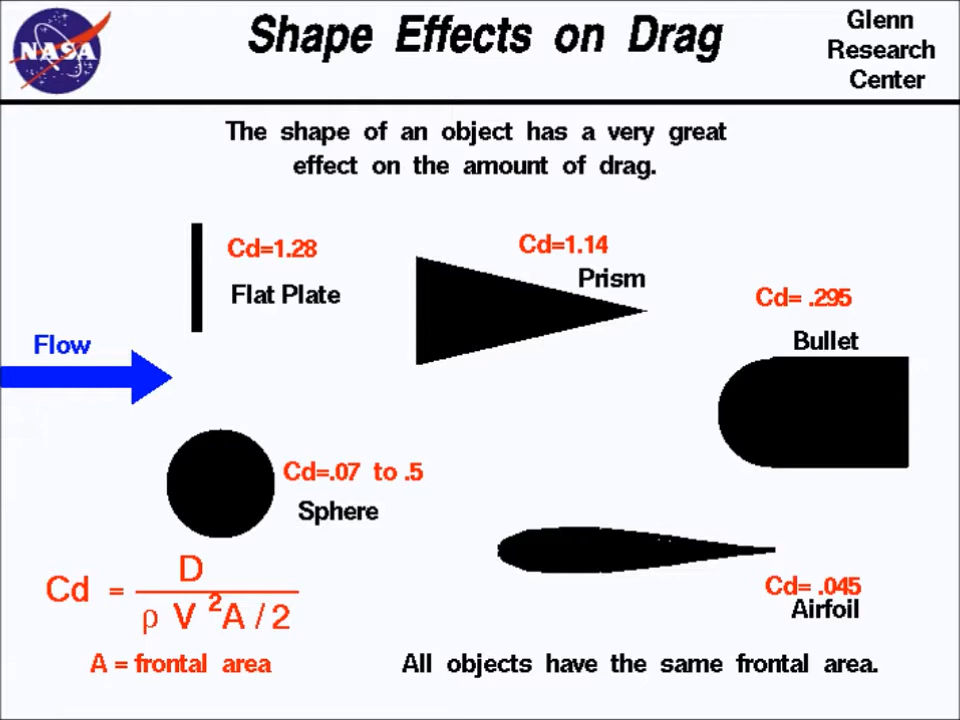 NASA
Shape Effects on Drag
Glenn
Research
Center
The shape of an object has a very great
effect on the amount of drag.
Cd=1.28
Flat Plate
Cd=1.14
Prism
Cd= .295
Bullet
Flow
Cd=.07 to .5
Sphere
Cd = D / ρ V ²A / 2
Cd= .045
Airfoil
A = frontal area
All objects have the same frontal area.